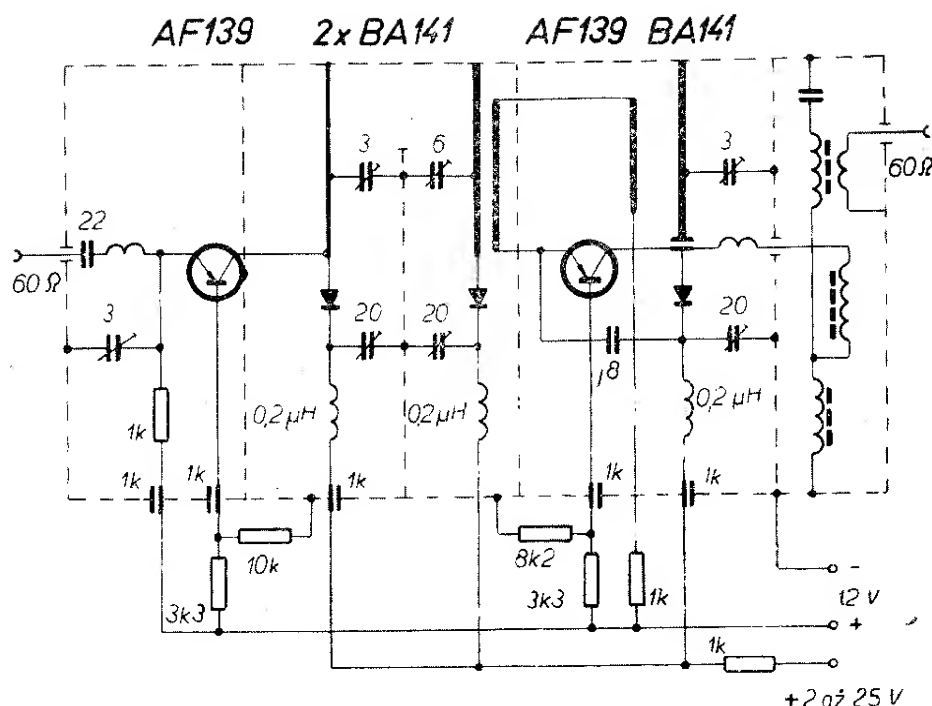 AF139 2x BA141 AF139 BA141
3 6 3
60 Ω
22
60 Ω
3
20 20
20
1k
0,2 μH 0,2 μH
0,2 μH
1k 1k 1k 1k 1k
10k
8k2
3k3
3k3 1k
-
12 V
+
1k
+2 až 25 V